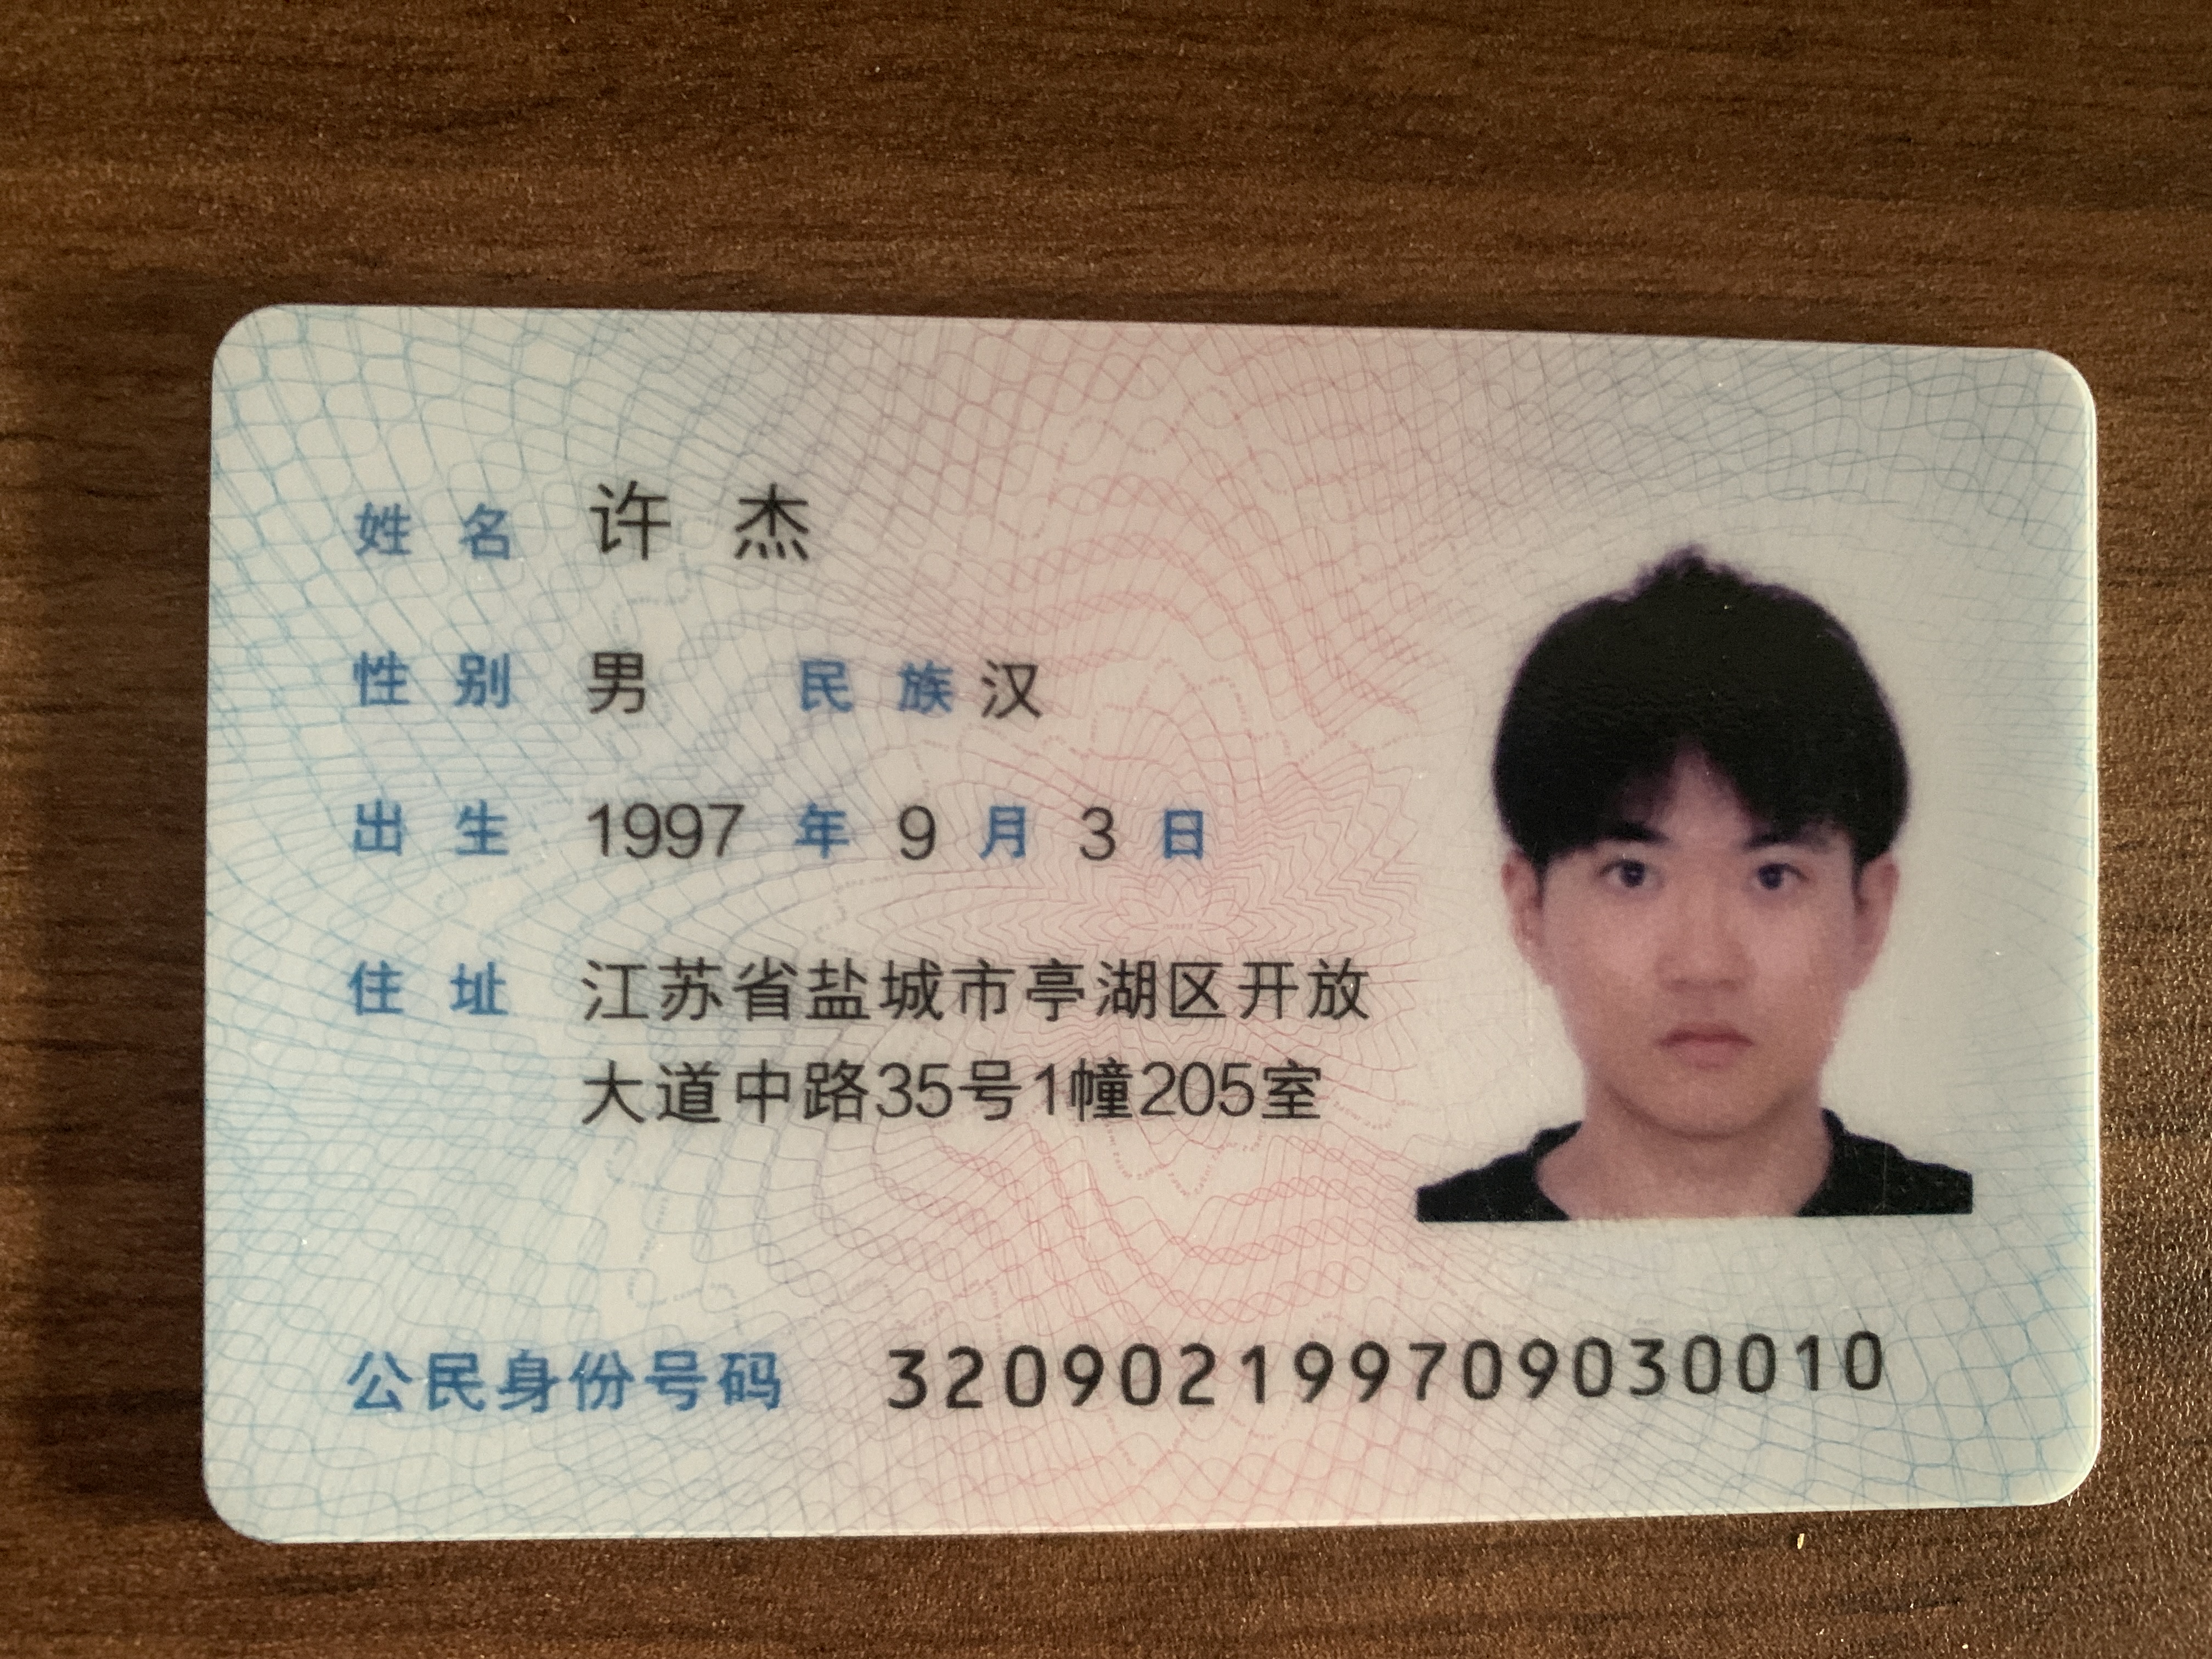 姓名 许杰
性别 男 民族 汉
出生 1997 年 9 月 3 日
住址 江苏省盐城市亭湖区开放
大道中路35号1幢205室
公民身份号码 320902199709030010